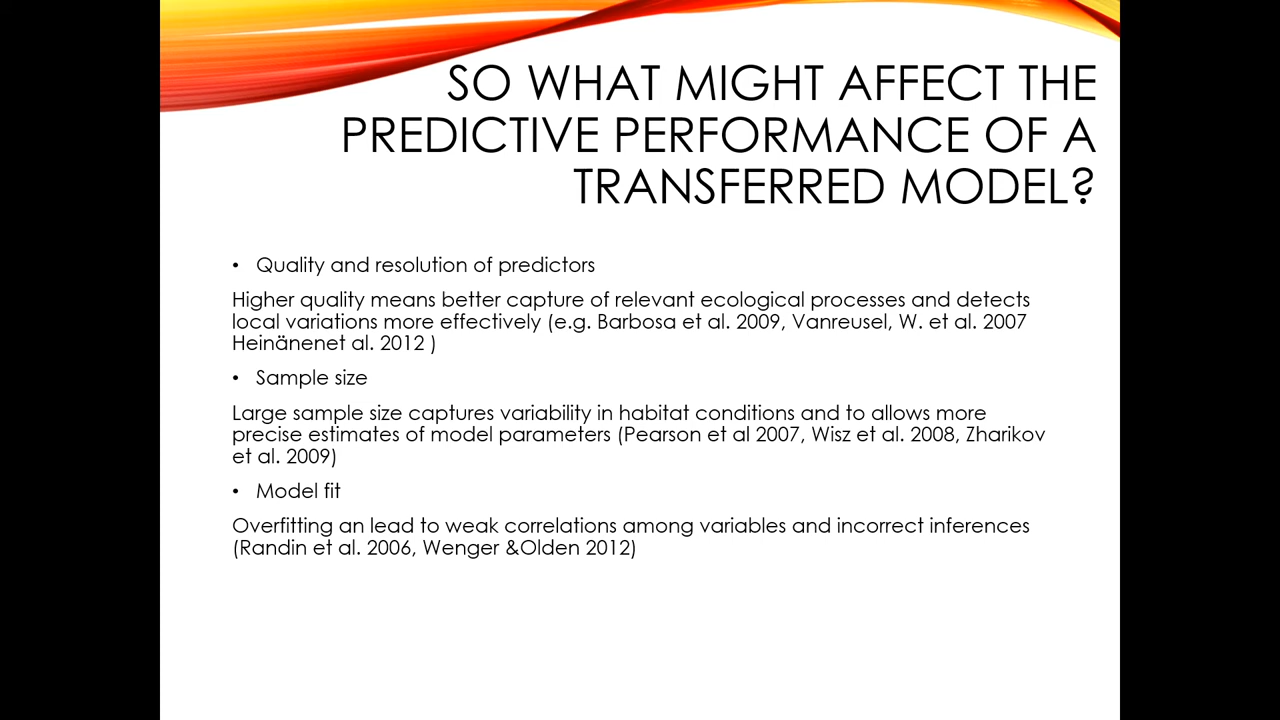 SO WHAT MIGHT AFFECT THE
PREDICTIVE PERFORMANCE OF A
TRANSFERRED MODEL?
• Quality and resolution of predictors
Higher quality means better capture of relevant ecological processes and detects
local variations more effectively (e.g. Barbosa et al. 2009, Vanreusel, W. et al. 2007
Heinänenet al. 2012 )
• Sample size
Large sample size captures variability in habitat conditions and to allows more
precise estimates of model parameters (Pearson et al 2007, Wisz et al. 2008, Zharikov
et al. 2009)
• Model fit
Overfitting an lead to weak correlations among variables and incorrect inferences
(Randin et al. 2006, Wenger &Olden 2012)